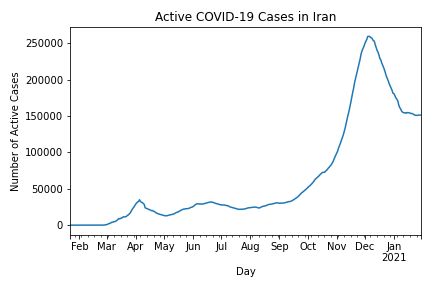 Active COVID-19 Cases in Iran
Number of Active Cases
250000
200000
150000
100000
50000
0
Feb Mar Apr May Jun Jul Aug Sep Oct Nov Dec Jan
2021
Day